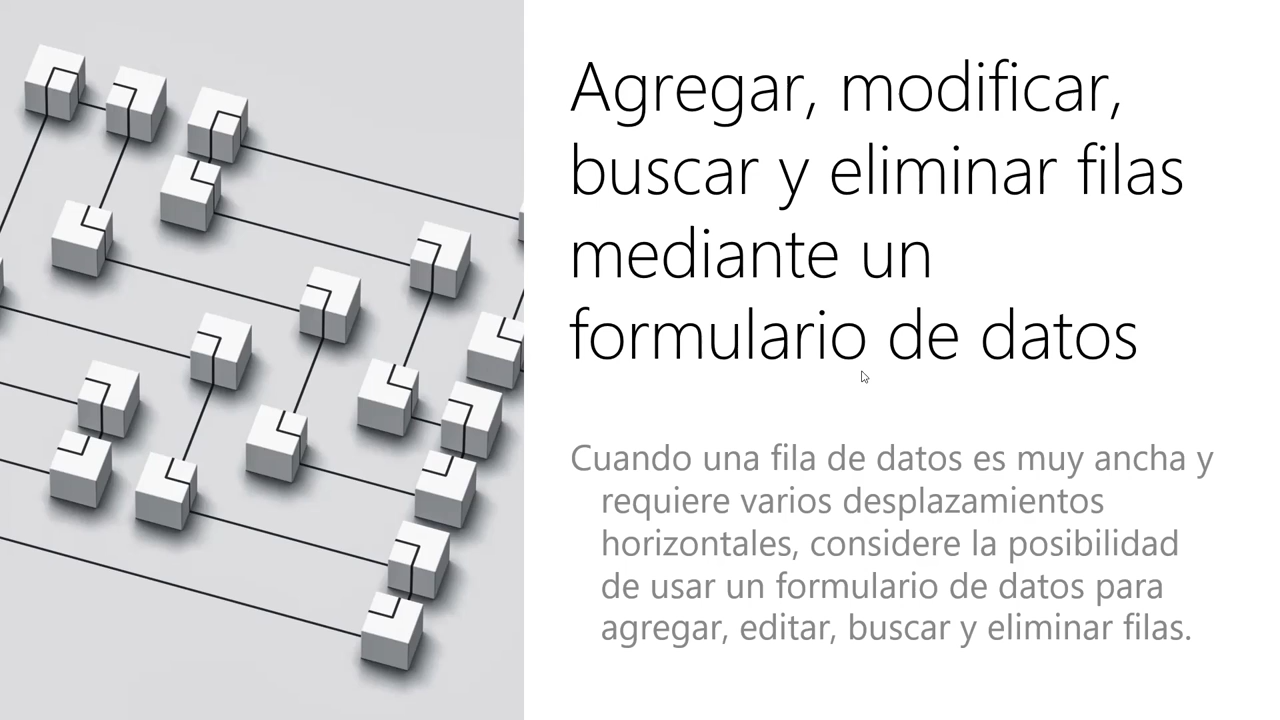 Agregar, modificar,
buscar y eliminar filas
mediante un
formulario de datos
Cuando una fila de datos es muy ancha y
requiere varios desplazamientos
horizontales, considere la posibilidad
de usar un formulario de datos para
agregar, editar, buscar y eliminar filas.